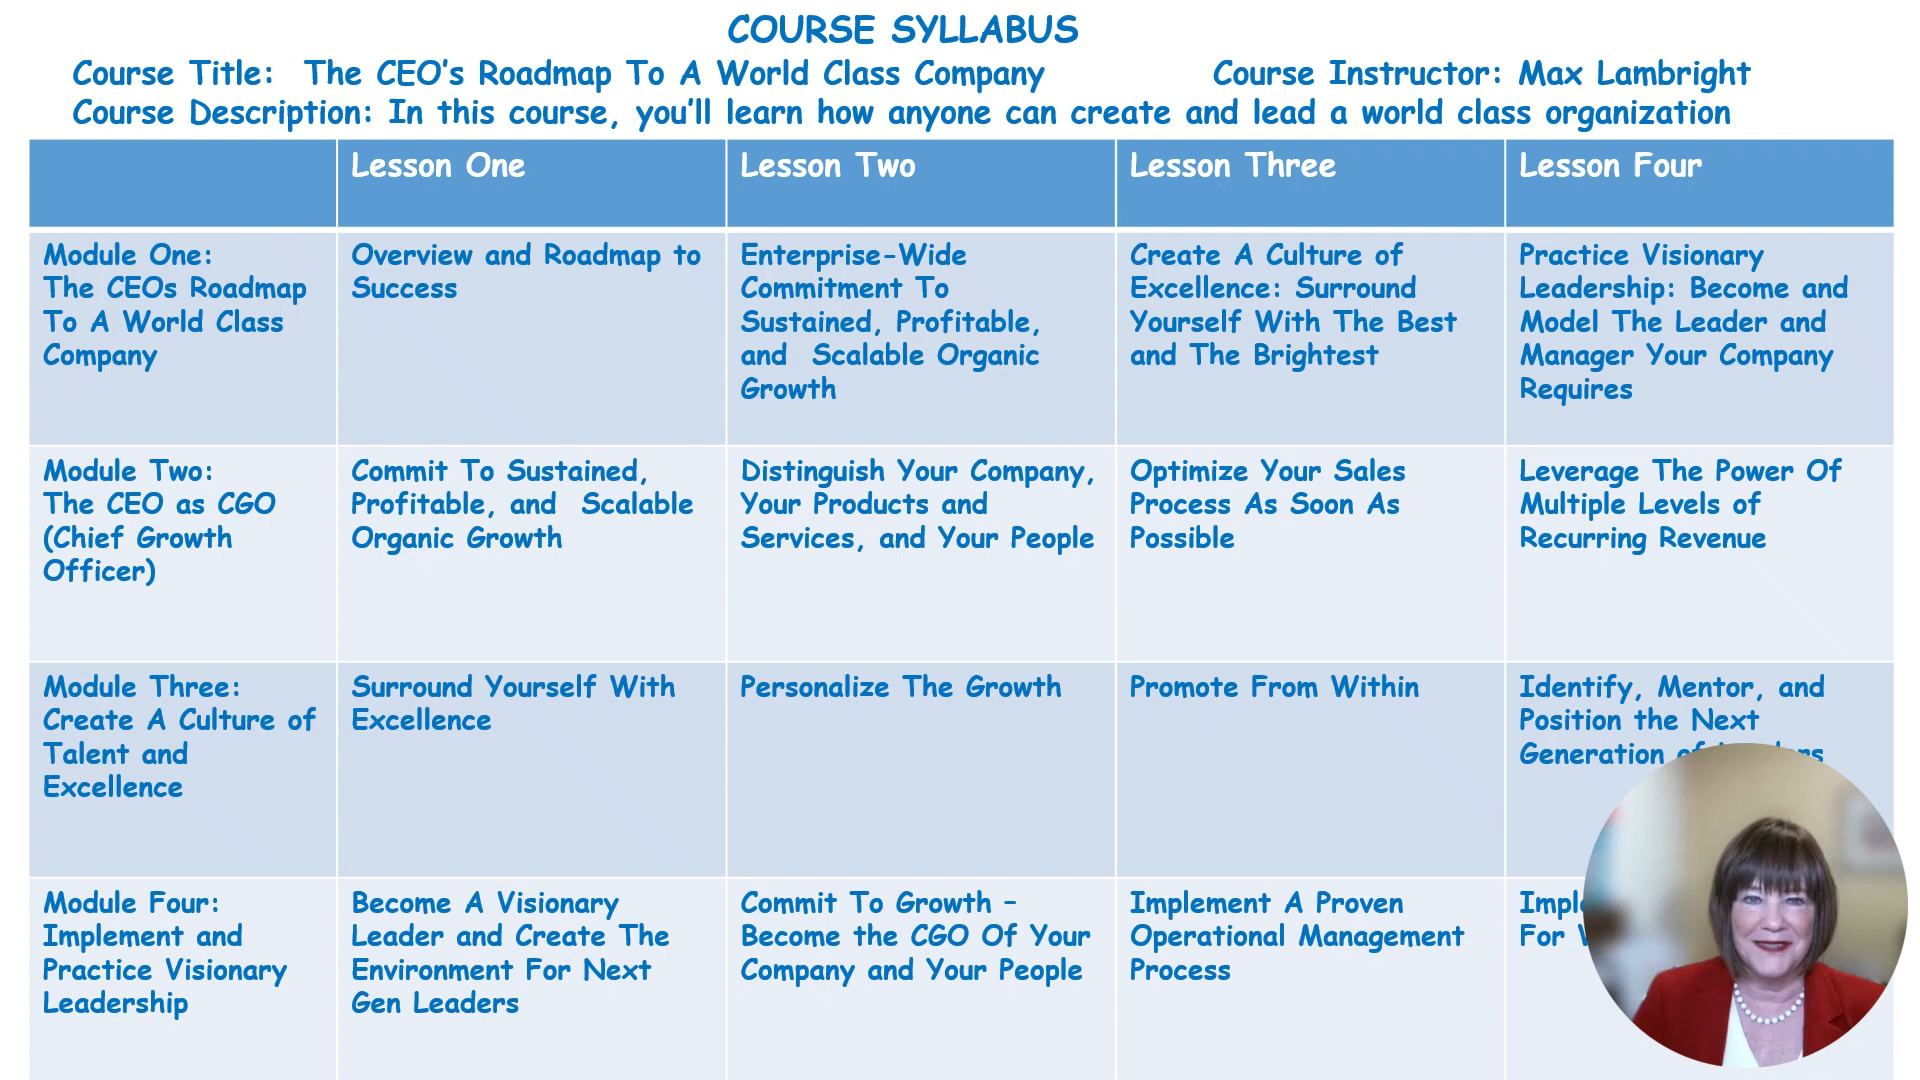 COURSE SYLLABUS
Course Title: The CEO's Roadmap To A World Class Company Course Instructor: Max Lambright
Course Description: In this course, you'll learn how anyone can create and lead a world class organization
Lesson One
Lesson Two
Lesson Three
Lesson Four
Module One:
The CEOs Roadmap
To A World Class
Company
Overview and Roadmap to
Success
Enterprise-Wide
Commitment To
Sustained, Profitable,
and Scalable Organic
Growth
Create A Culture of
Excellence: Surround
Yourself With The Best
and The Brightest
Practice Visionary
Leadership: Become and
Model The Leader and
Manager Your Company
Requires
Module Two:
The CEO as CGO
(Chief Growth
Officer)
Commit To Sustained,
Profitable, and Scalable
Organic Growth
Distinguish Your Company,
Your Products and
Services, and Your People
Optimize Your Sales
Process As Soon As
Possible
Leverage The Power Of
Multiple Levels of
Recurring Revenue
Module Three:
Create A Culture of
Talent and
Excellence
Surround Yourself With
Excellence
Personalize The Growth
Promote From Within
Identify, Mentor, and
Position the Next
Generation of
Module Four:
Implement and
Practice Visionary
Leadership
Become A Visionary
Leader and Create The
Environment For Next
Gen Leaders
Commit To Growth –
Become the CGO Of Your
Company and Your People
Implement A Proven
Operational Management
Process
For